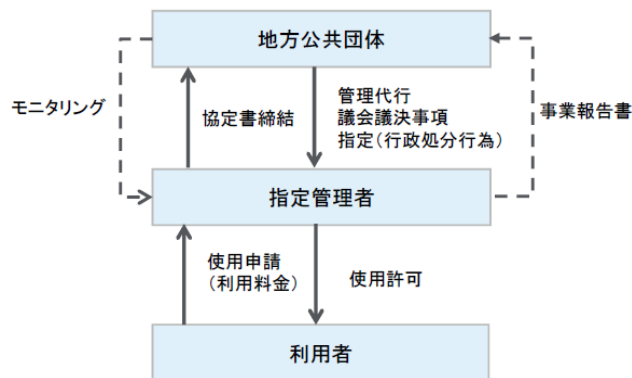 地方公共団体
モニタリング
協定書締結
管理代行
議会議決事項
指定(行政処分行為)
事業報告書
指定管理者
使用申請
(利用料金)
使用許可
利用者